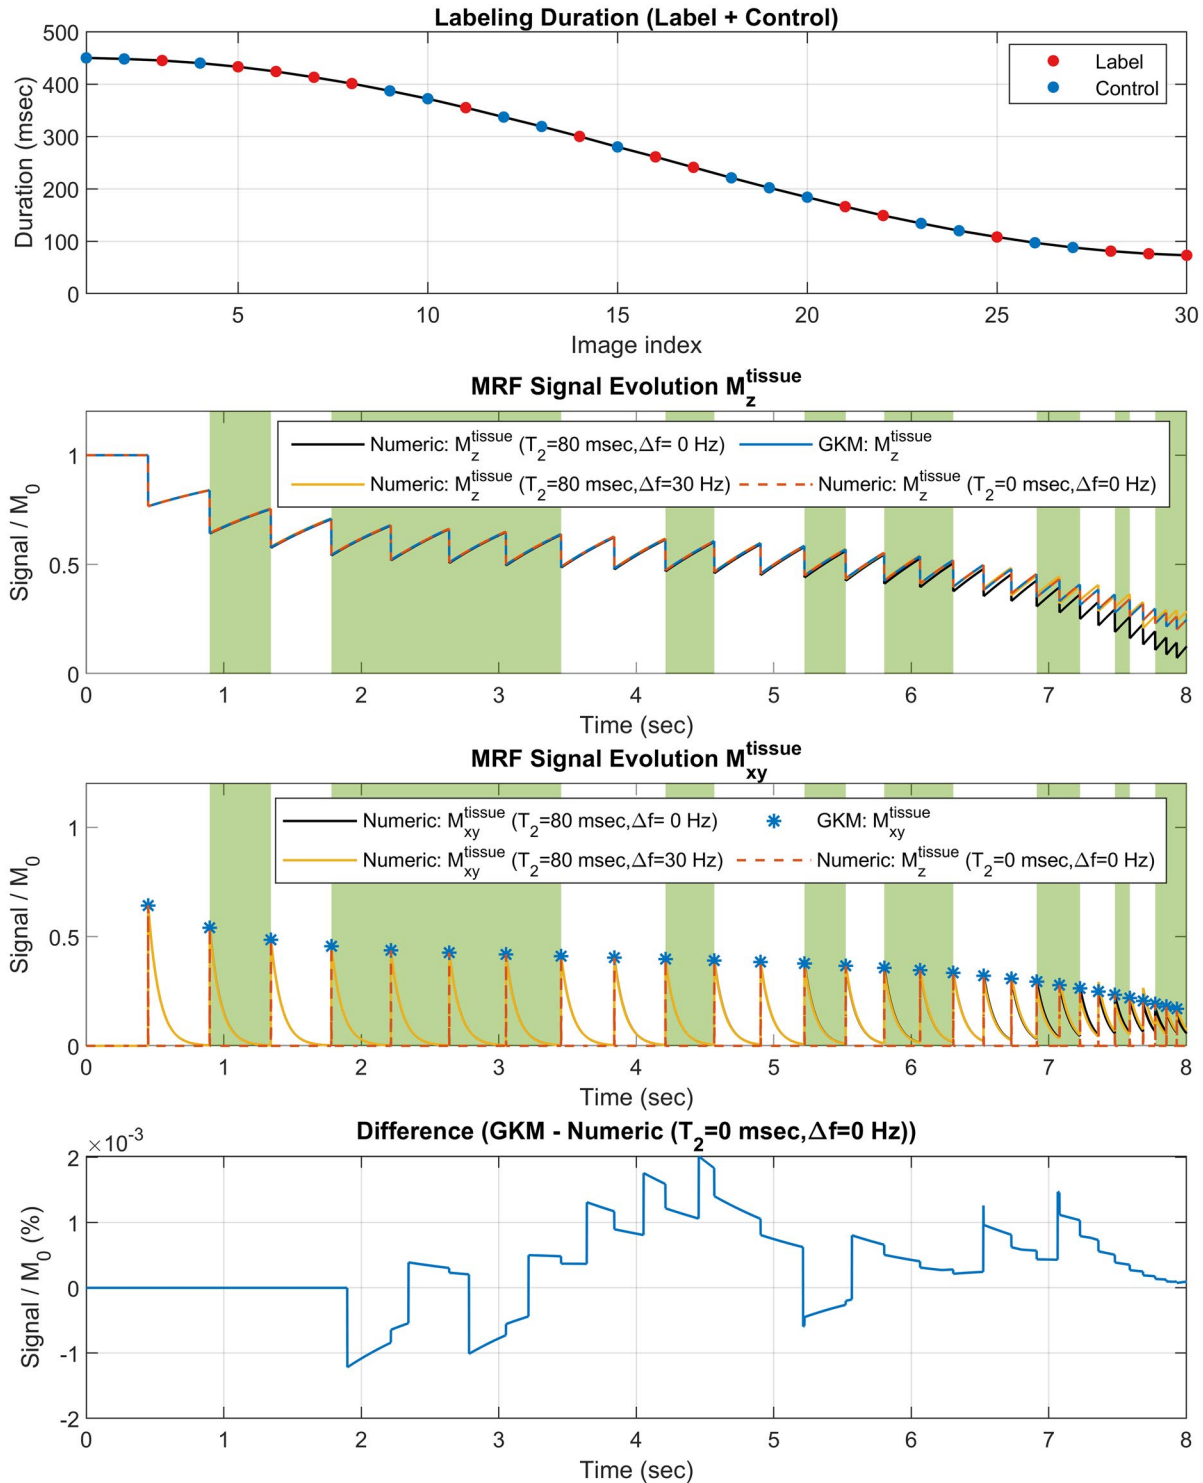 Labeling Duration (Label + Control)
500
400
300
200
100
0
Duration (msec)
Label
Control
5
10
15
20
25
30
Image index
MRF Signal Evolution M_z^tissue
1
0.5
0
Signal / M_0
Numeric: M_z^tissue (T_2=80 msec,Δf= 0 Hz)
GKM: M_z^tissue
Numeric: M_z^tissue (T_2=80 msec,Δf=30 Hz)
Numeric: M_z^tissue (T_2=0 msec,Δf=0 Hz)
0 1 2 3 4 5 6 7 8
Time (sec)
MRF Signal Evolution M_xy^tissue
1
0.5
0
Signal / M_0
Numeric: M_xy^tissue (T_2=80 msec,Δf= 0 Hz)
GKM: M_xy^tissue
Numeric: M_xy^tissue (T_2=80 msec,Δf=30 Hz)
Numeric: M_z^tissue (T_2=0 msec,Δf=0 Hz)
0 1 2 3 4 5 6 7 8
Time (sec)
×10^-3
Difference (GKM - Numeric (T_2=0 msec,Δf=0 Hz))
2
1
0
-1
-2
Signal / M_0 (%)
0 1 2 3 4 5 6 7 8
Time (sec)